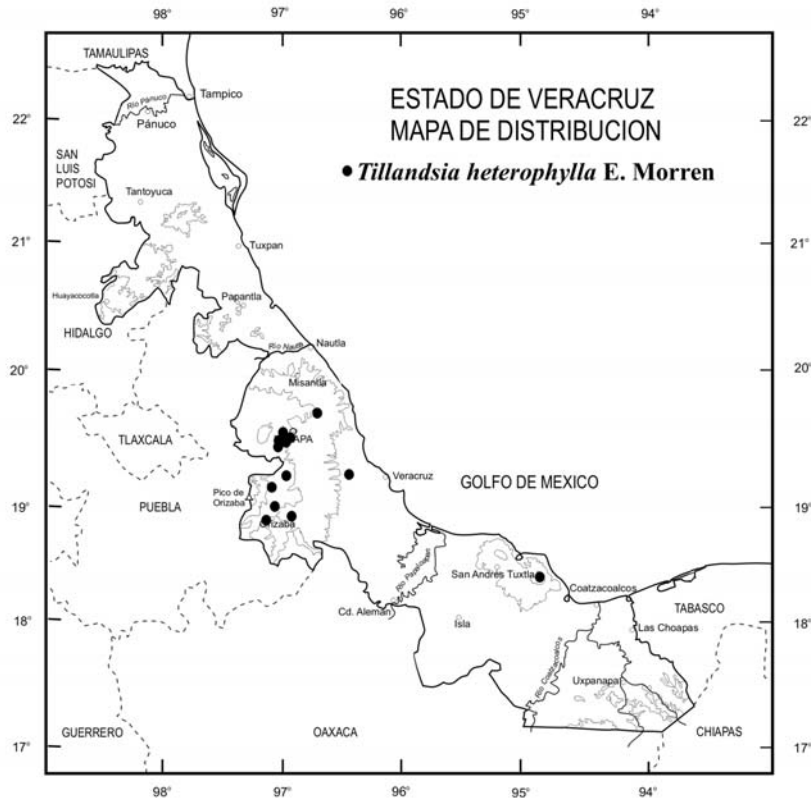 98°
97°
96°
95°
94°
TAMAULIPAS
Río Pánuco
Tampico
Pánuco
ESTADO DE VERACRUZ
MAPA DE DISTRIBUCION
Tillandsia heterophylla E. Morren
22°
22°
SAN
LUIS
POTOSI
Tantoyuca
21°
21°
Tuxpan
Huayacocotla
Papantla
HIDALGO
Río Nautla
Nautla
20°
20°
Misantla
TLAXCALA
APA
PUEBLA
Pico de
Orizaba
Veracruz
GOLFO DE MEXICO
19°
19°
Orizaba
Río Papaloapan
San Andrés Tuxtla
Coatzacoalcos
TABASCO
Cd. Alemán
Isla
Las Choapas
18°
18°
Río Coatzacoalcos
Uxpanapa
GUERRERO
OAXACA
CHIAPAS
17°
17°
98°
97°
96°
95°
94°